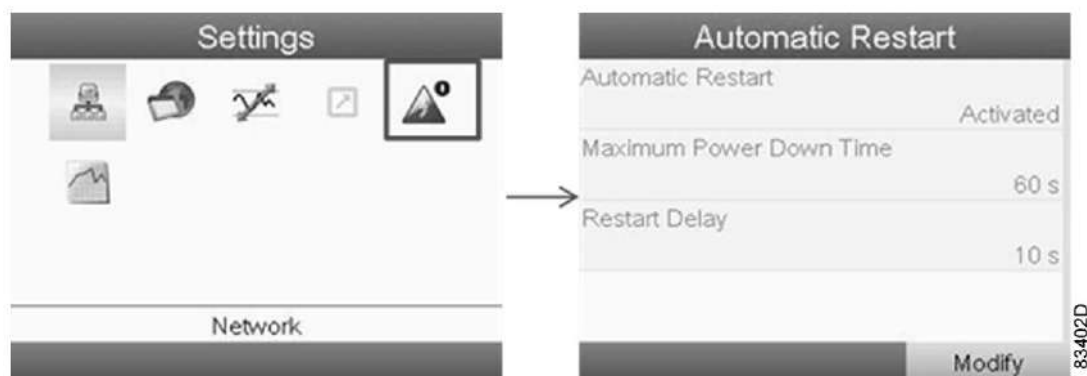 Settings
Network
Automatic Restart
Automatic Restart
Activated
Maximum Power Down Time
60 s
Restart Delay
10 s
Modify
83402D